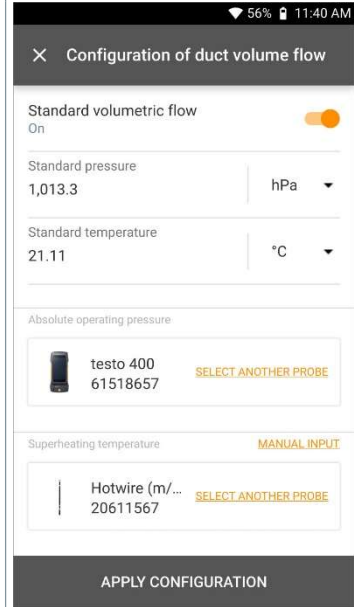 56% 11:40 AM
× Configuration of duct volume flow
Standard volumetric flow
On
Standard pressure
1,013.3 hPa
Standard temperature
21.11 °C
Absolute operating pressure
testo 400
61518657 SELECT ANOTHER PROBE
Superheating temperature MANUAL INPUT
Hotwire (m/...
20611567 SELECT ANOTHER PROBE
APPLY CONFIGURATION